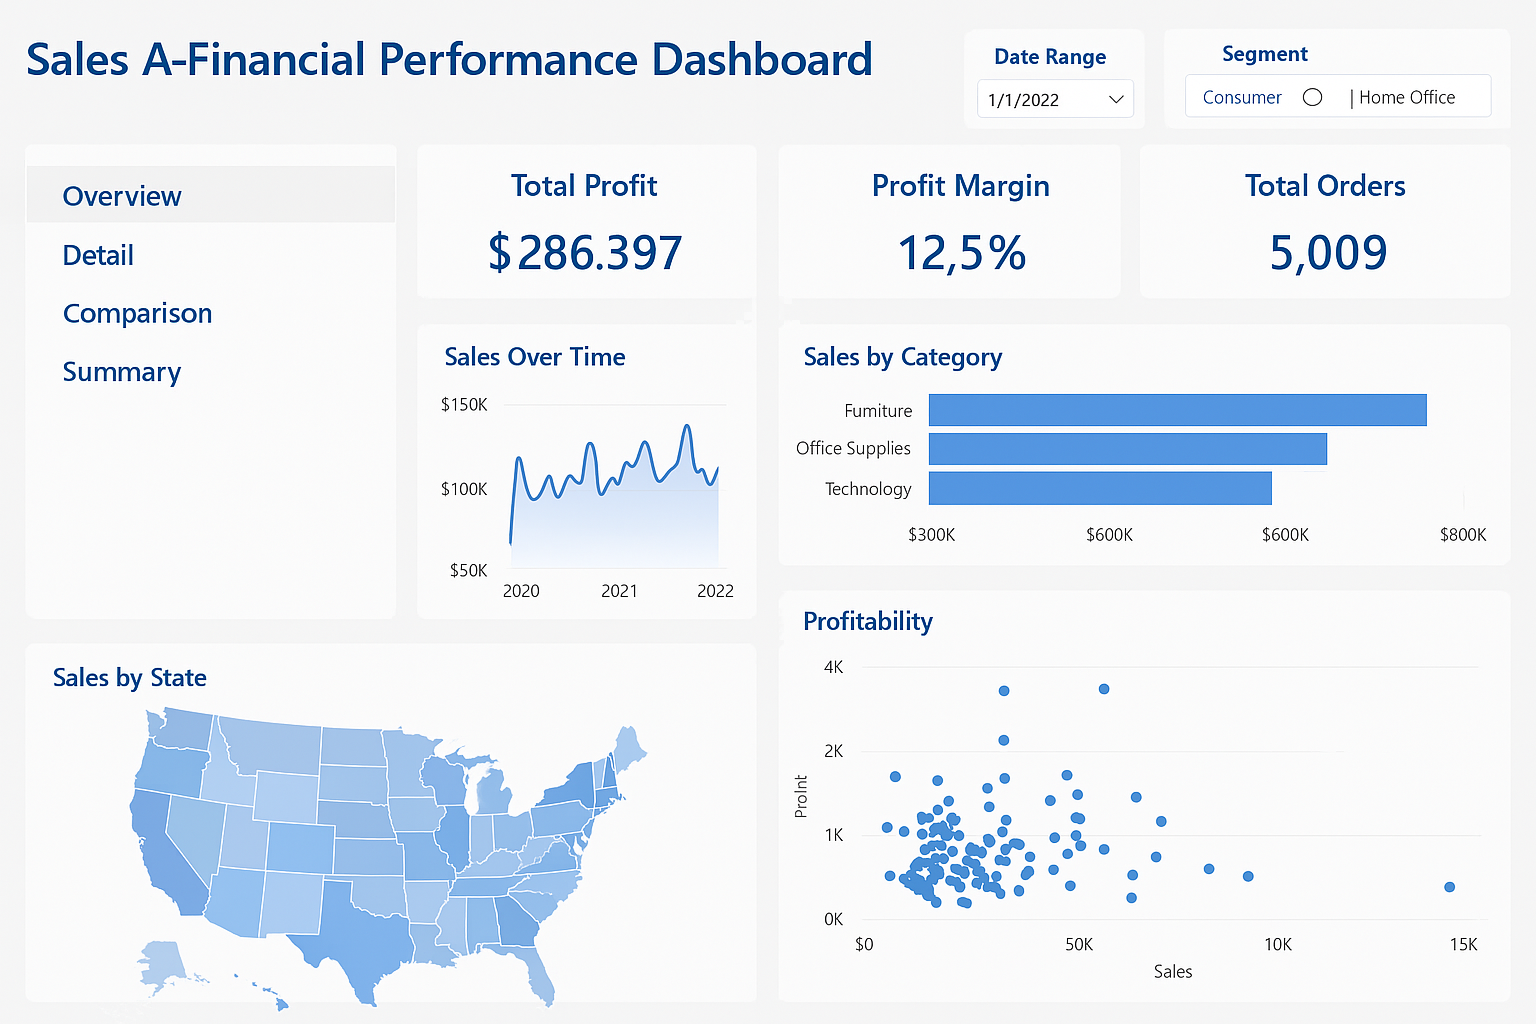 Sales A-Financial Performance Dashboard
Date Range
1/1/2022
Segment
Consumer | Home Office
Overview
Detail
Comparison
Summary
Total Profit
$286.397
Profit Margin
12,5%
Total Orders
5,009
Sales Over Time
$150K
$100K
$50K
2020 2021 2022
Sales by Category
Fumiture
Office Supplies
Technology
$300K $600K $600K $800K
Sales by State
Profitability
4K
2K
1K
0K
ProInt
$0 50K 10K 15K
Sales